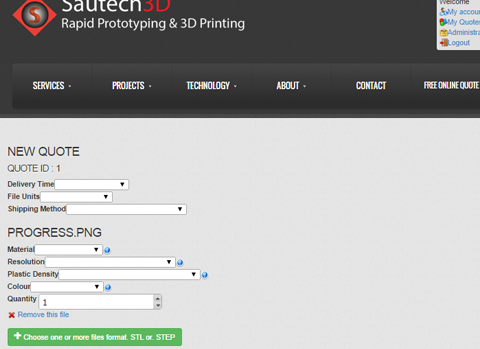 Sautech3D
Rapid Prototyping & 3D Printing
Welcome
My accou
My Quote
Administra
Logout
SERVICES PROJECTS TECHNOLOGY ABOUT CONTACT FREE ONLINE QUOTE
NEW QUOTE
QUOTE ID : 1
Delivery Time
File Units
Shipping Method
PROGRESS.PNG
Material
Resolution
Plastic Density
Colour
Quantity 1
Remove this file
Choose one or more files format. STL or. STEP